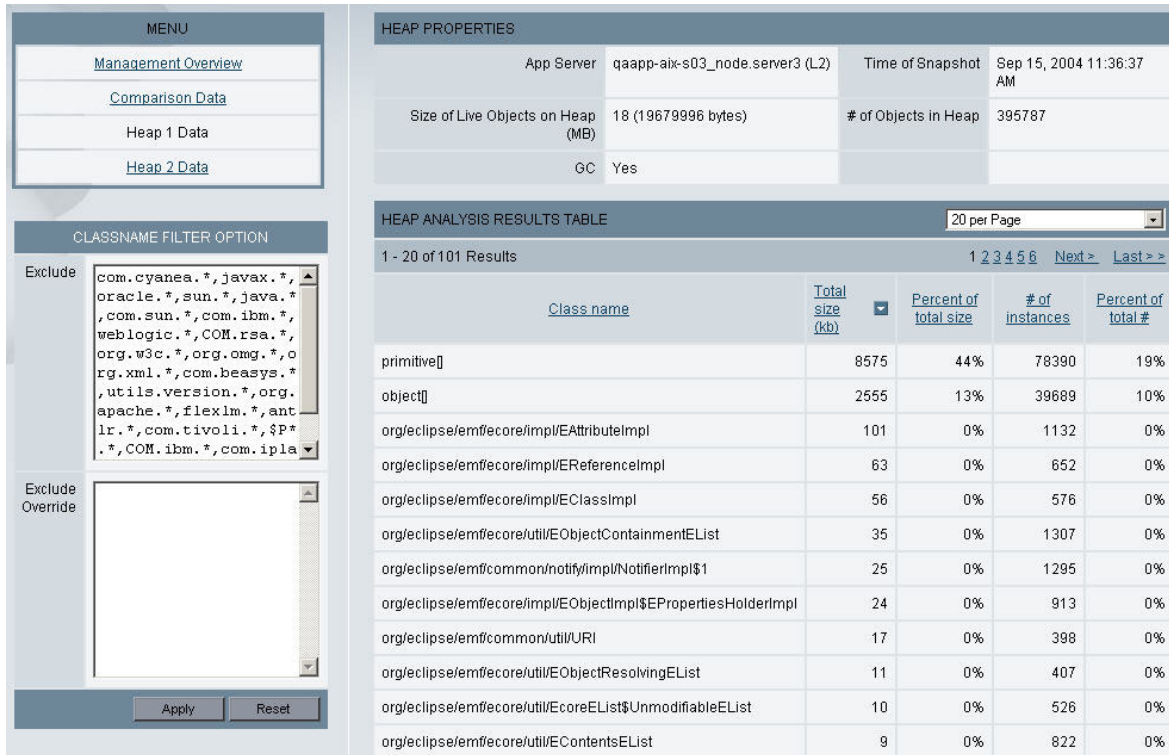 MENU
Management Overview
Comparison Data
Heap 1 Data
Heap 2 Data
CLASSNAME FILTER OPTION
Exclude
com.cyanea.*,javax.*,
oracle.*,sun.*,java.*
,com.sun.*,com.ibm.*,
weblogic.*,COM.rsa.*,
org.w3c.*,org.omg.*,o
rg.xml.*,com.beasys.*
,utils.version.*,org.
apache.*,flexlm.*,ant
lr.*,com.tivoli.*,$P*
.*,COM.ibm.*,com.ipla
Exclude
Override
Apply Reset
HEAP PROPERTIES
App Server qaapp-aix-s03_node.server3 (L2) Time of Snapshot Sep 15, 2004 11:36:37
AM
Size of Live Objects on Heap 18 (19679996 bytes) # of Objects in Heap 395787
(MB)
GC Yes
HEAP ANALYSIS RESULTS TABLE 20 per Page
1 - 20 of 101 Results 1 2 3 4 5 6 Next > Last > >
Class name Total size (kb) Percent of total size # of instances Percent of total #
primitive[] 8575 44% 78390 19%
object[] 2555 13% 39689 10%
org/eclipse/emf/ecore/impl/EAttributeImpl 101 0% 1132 0%
org/eclipse/emf/ecore/impl/EReferenceImpl 63 0% 652 0%
org/eclipse/emf/ecore/impl/EClassImpl 56 0% 576 0%
org/eclipse/emf/ecore/util/EObjectContainmentEList 35 0% 1307 0%
org/eclipse/emf/common/notify/impl/NotifierImpl$1 25 0% 1295 0%
org/eclipse/emf/ecore/impl/EObjectImpl$EPropertiesHolderImpl 24 0% 913 0%
org/eclipse/emf/common/util/URI 17 0% 398 0%
org/eclipse/emf/ecore/util/EObjectResolvingEList 11 0% 407 0%
org/eclipse/emf/ecore/util/EcoreEList$UnmodifiableEList 10 0% 526 0%
org/eclipse/emf/ecore/util/EContentsEList 9 0% 822 0%